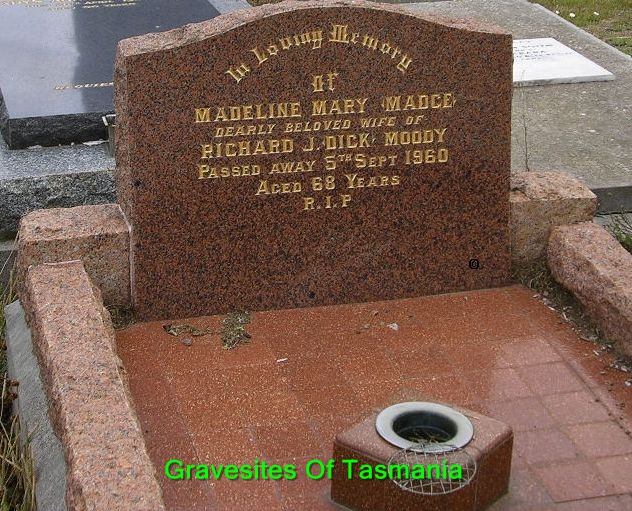 In Loving Memory
OF
MADELINE MARY (MADGE)
DEARLY BELOVED WIFE OF
RICHARD J. (DICK) MOODY
PASSED AWAY 5TH SEPT 1960
AGED 68 YEARS
R.I.P
Gravesites Of Tasmania